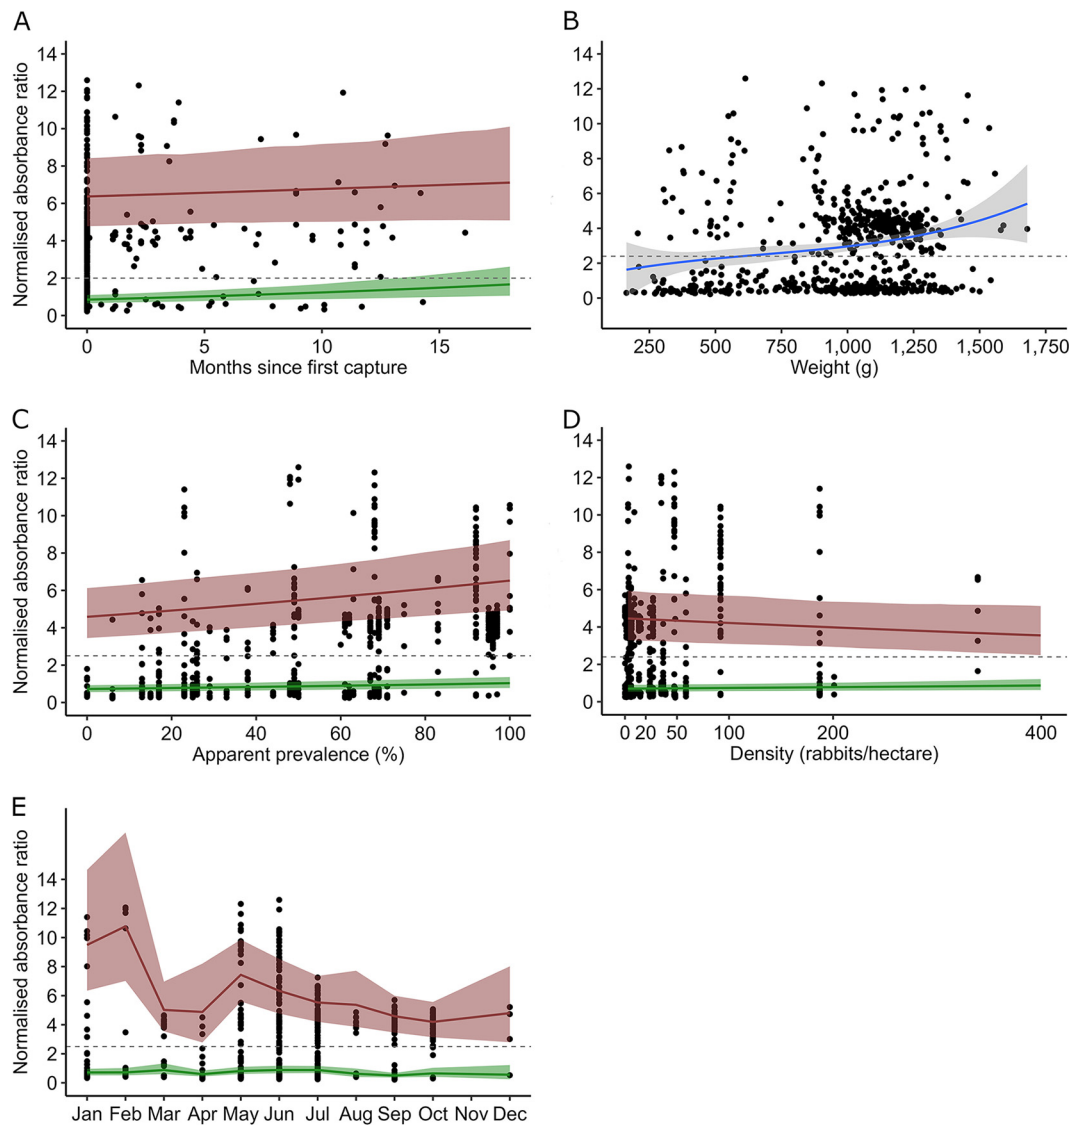 A
Normalised absorbance ratio
14
12
10
8
6
4
2
0
0 5 10 15
Months since first capture
B
14
12
10
8
6
4
2
0
250 500 750 1,000 1,250 1,500 1,750
Weight (g)
C
Normalised absorbance ratio
14
12
10
8
6
4
2
0
0 20 40 60 80 100
Apparent prevalence (%)
D
14
12
10
8
6
4
2
0
0 20 50 100 200 400
Density (rabbits/hectare)
E
Normalised absorbance ratio
14
12
10
8
6
4
2
0
Jan Feb Mar Apr May Jun Jul Aug Sep Oct Nov Dec